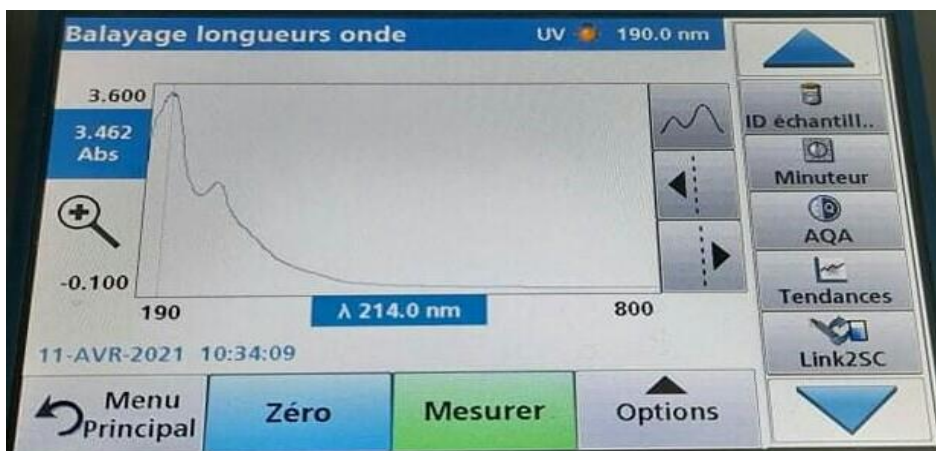 Balayage longueurs onde UV 190.0 nm
3.600
3.462
Abs
-0.100
190
λ 214.0 nm
800
11-AVR-2021 10:34:09
Menu
Principal
Zéro
Mesurer
Options
ID échantill..
Minuteur
AQA
Tendances
Link2SC